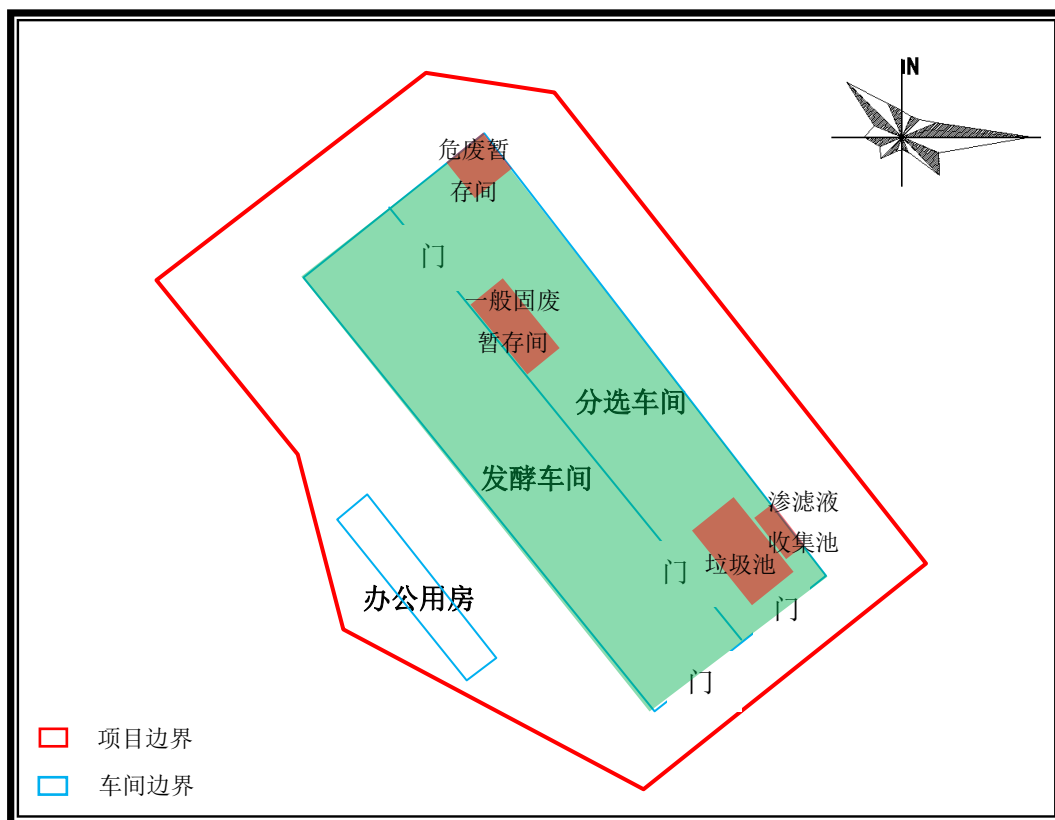 N
危废暂
存间
门
一般固废
暂存间
分选车间
发酵车间
渗滤液
收集池
垃圾池
门
办公用房
门
门
项目边界
车间边界